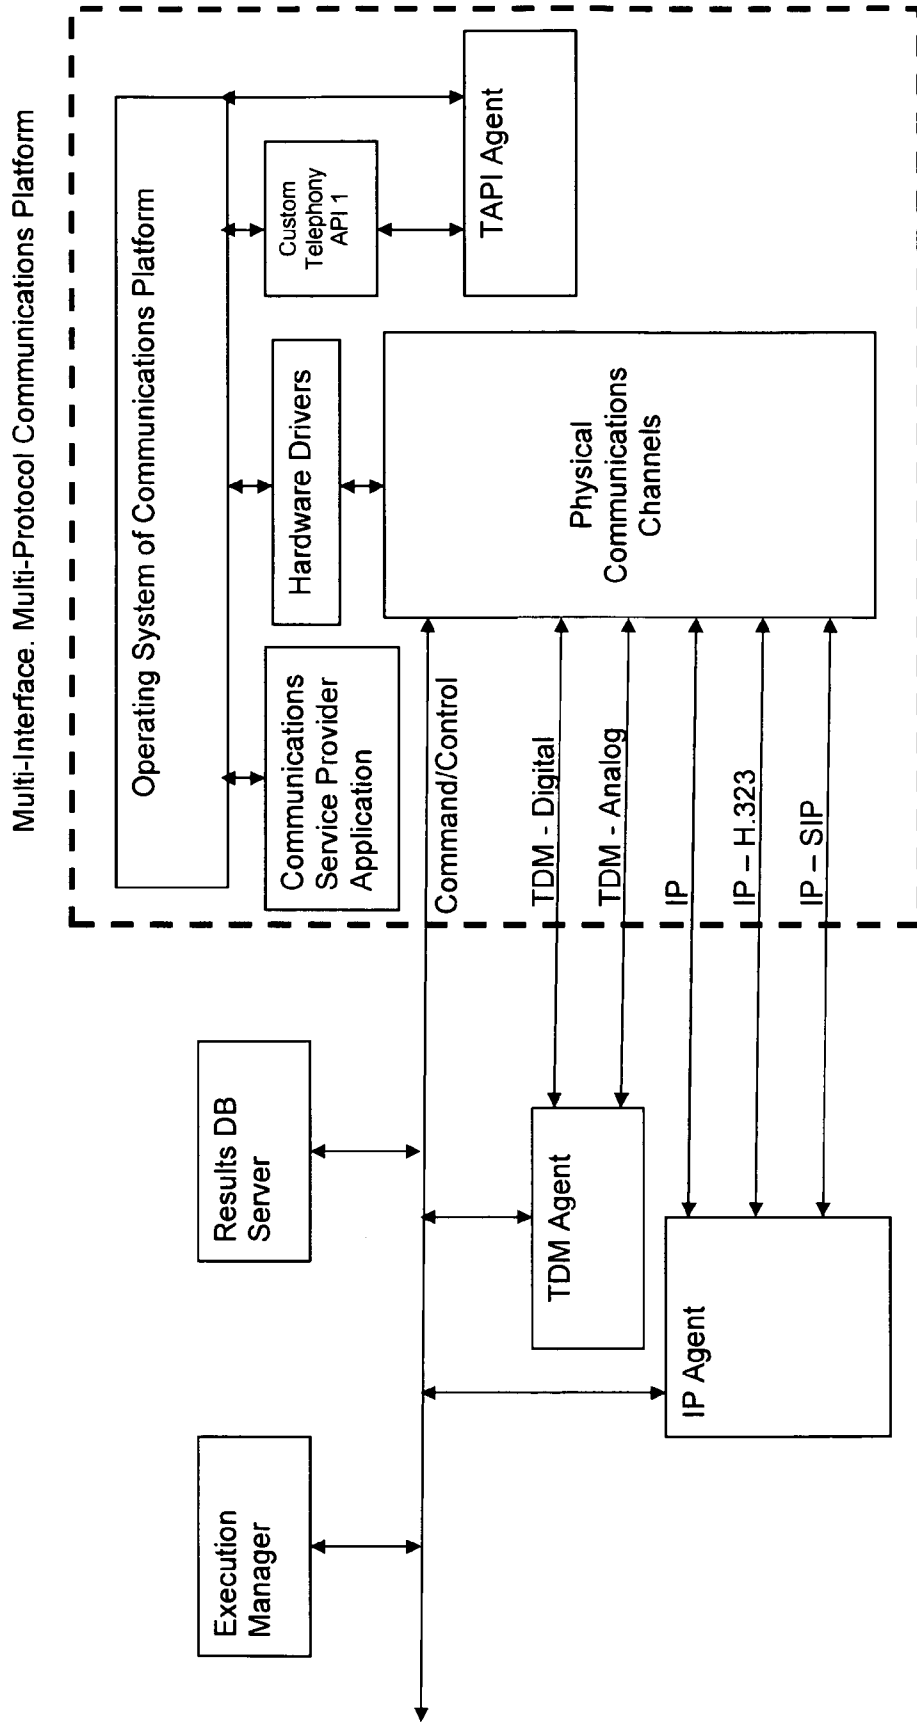 Multi-Interface. Multi-Protocol Communications Platform
Operating System of Communications Platform
Communications
Service Provider
Application
Hardware Drivers
Custom
Telephony
API 1
TAPI Agent
Physical
Communications
Channels
Command/Control
TDM - Digital
TDM - Analog
IP
IP – H.323
IP – SIP
Execution
Manager
Results DB
Server
TDM Agent
IP Agent